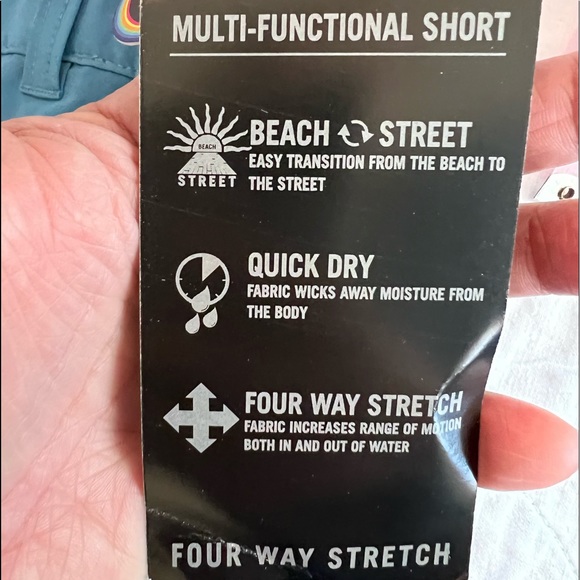 MULTI-FUNCTIONAL SHORT
BEACH STREET
BEACH
STREET
EASY TRANSITION FROM THE BEACH TO
THE STREET
QUICK DRY
FABRIC WICKS AWAY MOISTURE FROM
THE BODY
FOUR WAY STRETCH
FABRIC INCREASES RANGE OF MOTION
BOTH IN AND OUT OF WATER
FOUR WAY STRETCH